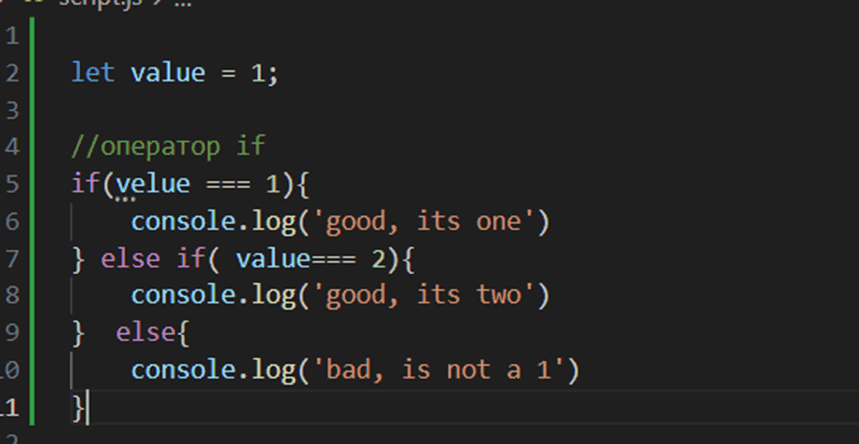 script.js > ...
1
2 let value = 1;
3
4 //оператор if
5 if(velue === 1){
6 console.log('good, its one')
7 } else if( value=== 2){
8 console.log('good, its two')
9 }  else{
10 console.log('bad, is not a 1')
11 }